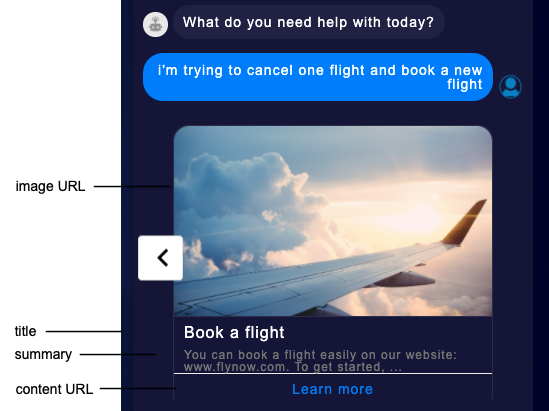 What do you need help with today?
i'm trying to cancel one flight and book a new
flight
image URL
title
Book a flight
summary
You can book a flight easily on our website:
www.flynow.com. To get started, ...
content URL
Learn more